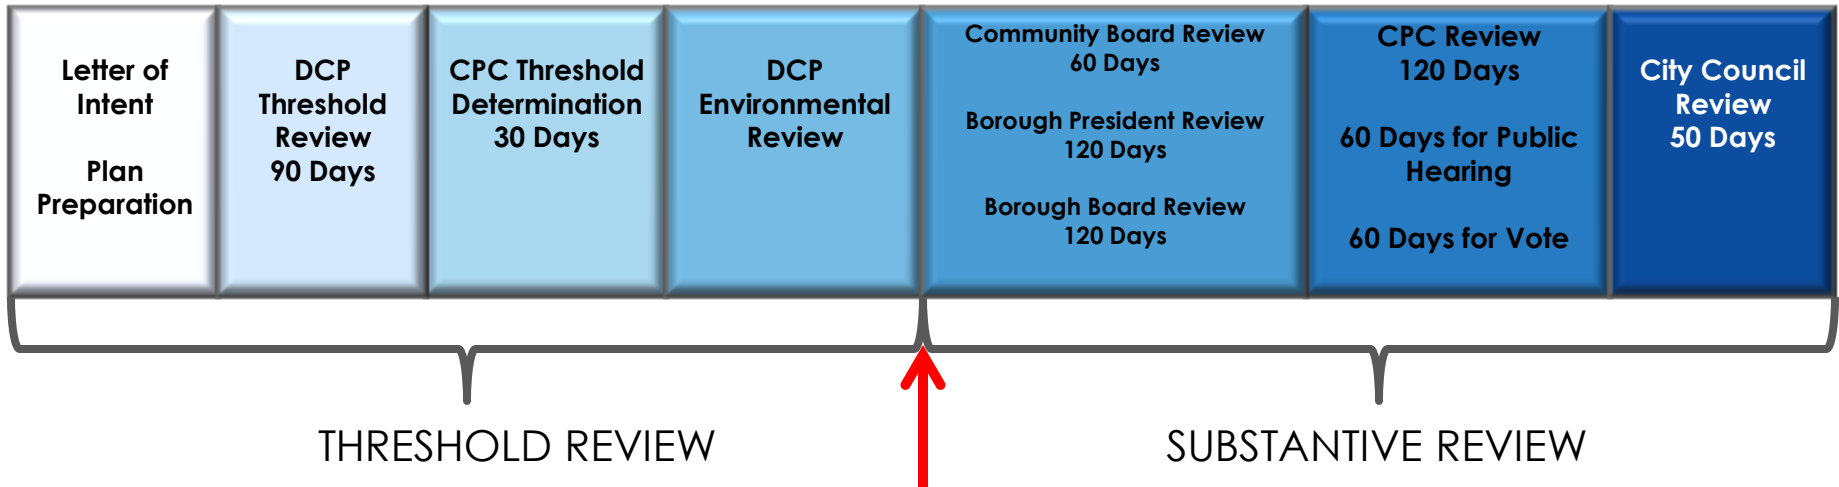 Letter of
Intent
Plan
Preparation
DCP
Threshold
Review
90 Days
CPC Threshold
Determination
30 Days
DCP
Environmental
Review
Community Board Review
60 Days
Borough President Review
120 Days
Borough Board Review
120 Days
CPC Review
120 Days
60 Days for Public
Hearing
60 Days for Vote
City Council
Review
50 Days
THRESHOLD REVIEW
SUBSTANTIVE REVIEW